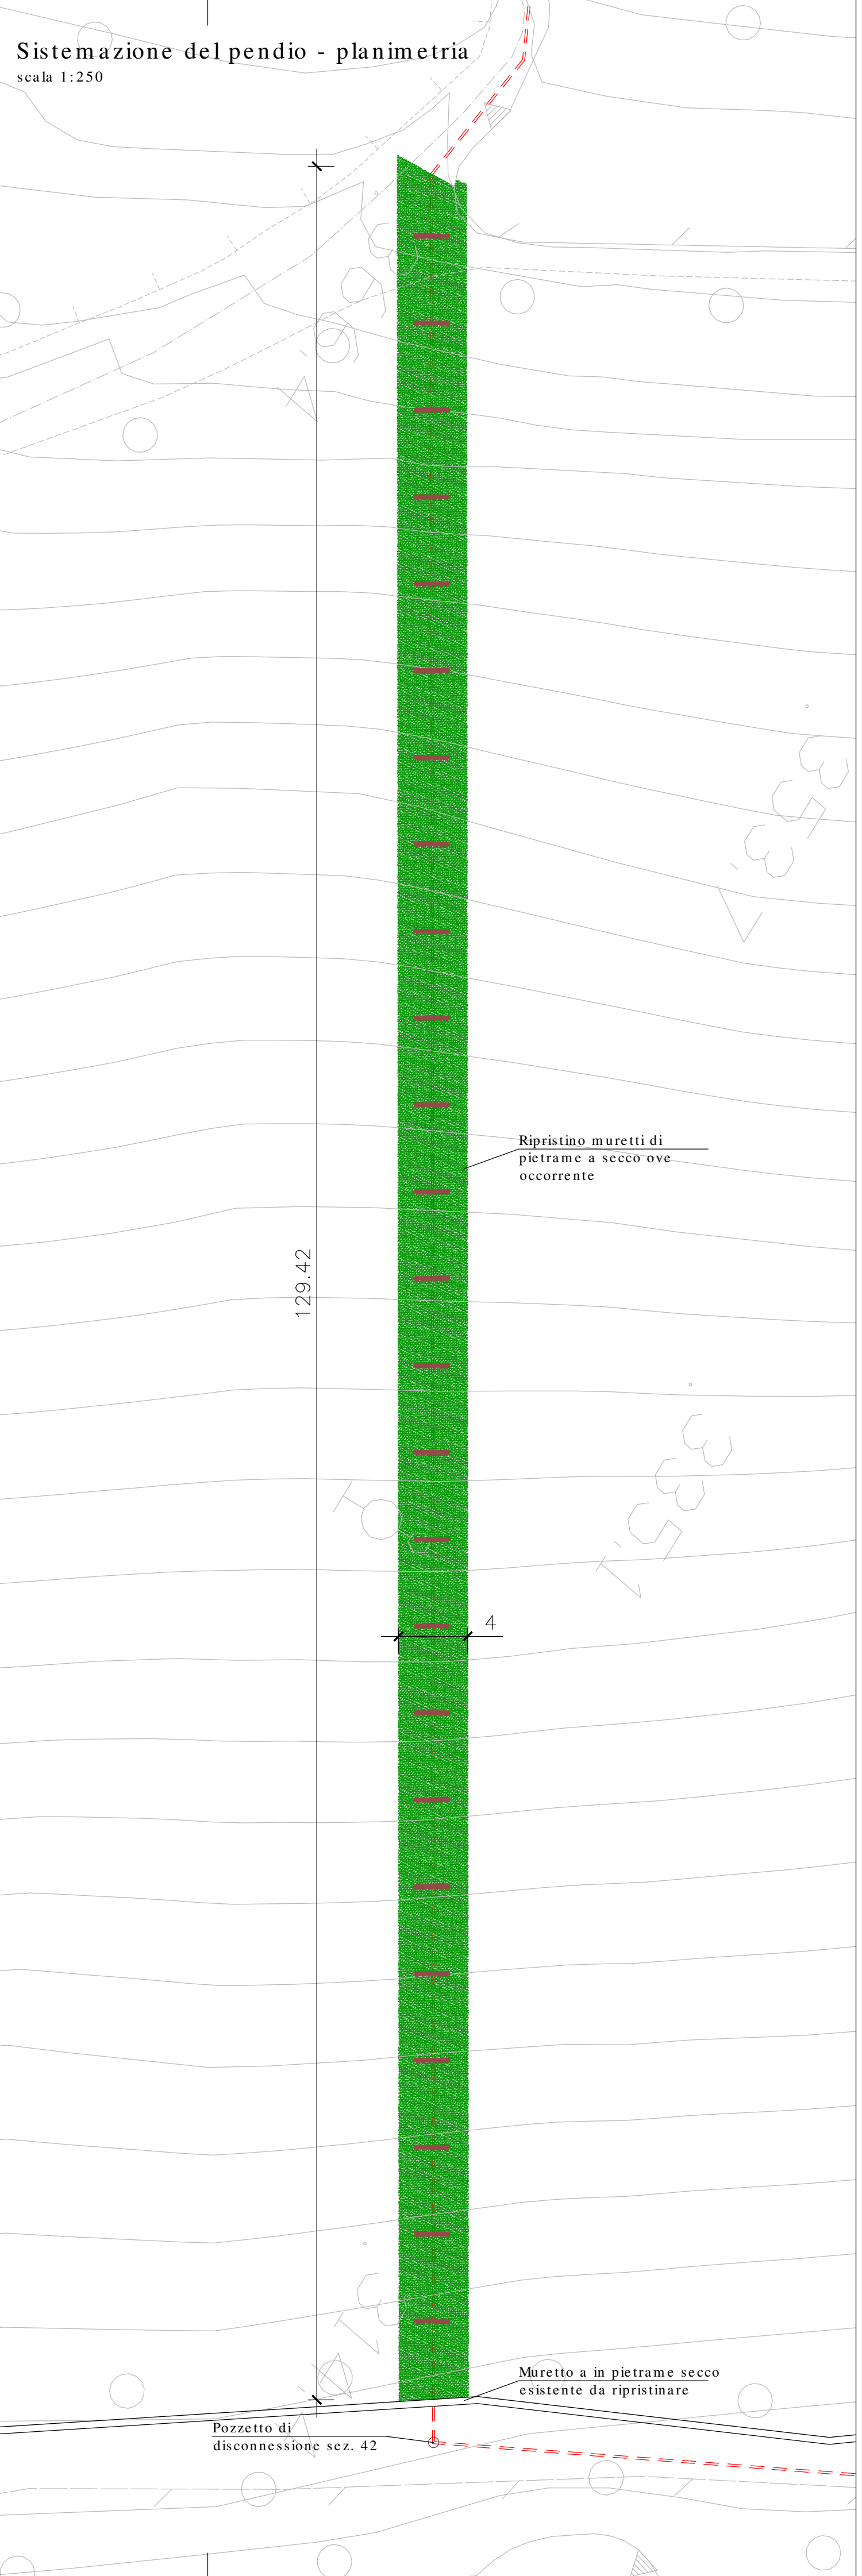 Sistemazione del pendio - planimetria
scala 1:250
Ripristino muretti di
pietrame a secco ove
occorrente
129.42
4
Muretto a in pietrame secco
esistente da ripristinare
Pozzetto di
disconnessione sez. 42